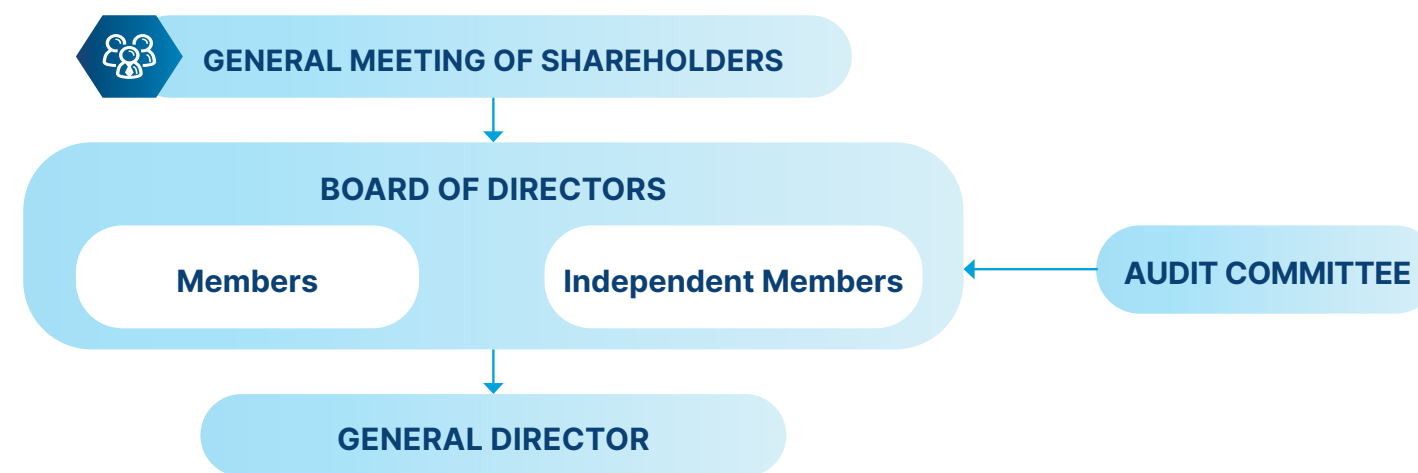 GENERAL MEETING OF SHAREHOLDERS
BOARD OF DIRECTORS
Members
Independent Members
AUDIT COMMITTEE
GENERAL DIRECTOR